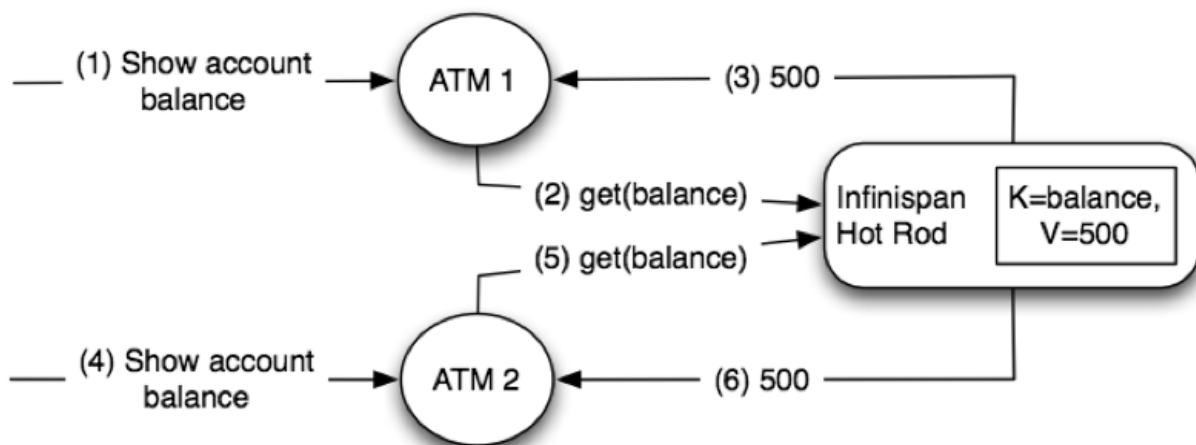 (1) Show account
balance
ATM 1
(3) 500
(2) get(balance)
Infinispan
Hot Rod
K=balance,
V=500
(5) get(balance)
(4) Show account
balance
ATM 2
(6) 500